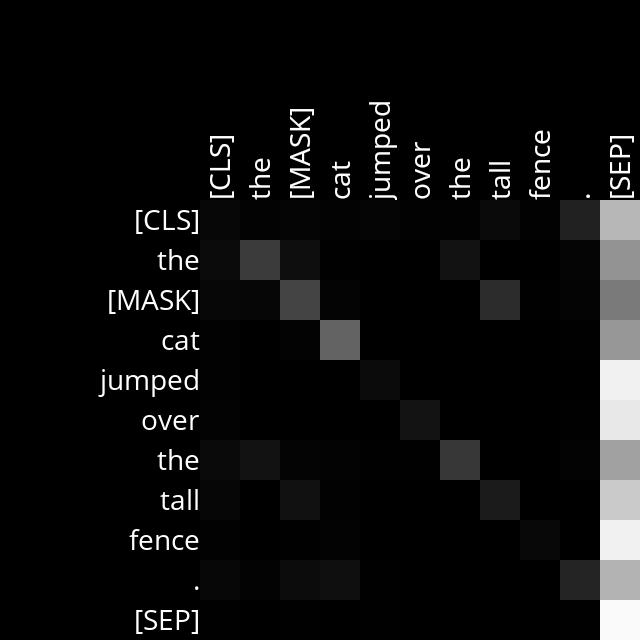 [CLS] the [MASK] cat jumped over the tall fence . [SEP]
[CLS]
the
[MASK]
cat
jumped
over
the
tall
fence
.
[SEP]